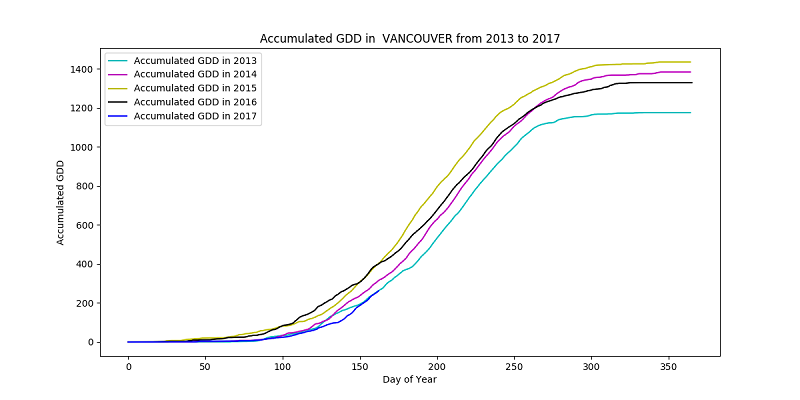 Accumulated GDD in  VANCOUVER from 2013 to 2017
Accumulated GDD in 2013
Accumulated GDD in 2014
Accumulated GDD in 2015
Accumulated GDD in 2016
Accumulated GDD in 2017
Accumulated GDD
1400
1200
1000
800
600
400
200
0
0 50 100 150 200 250 300 350
Day of Year